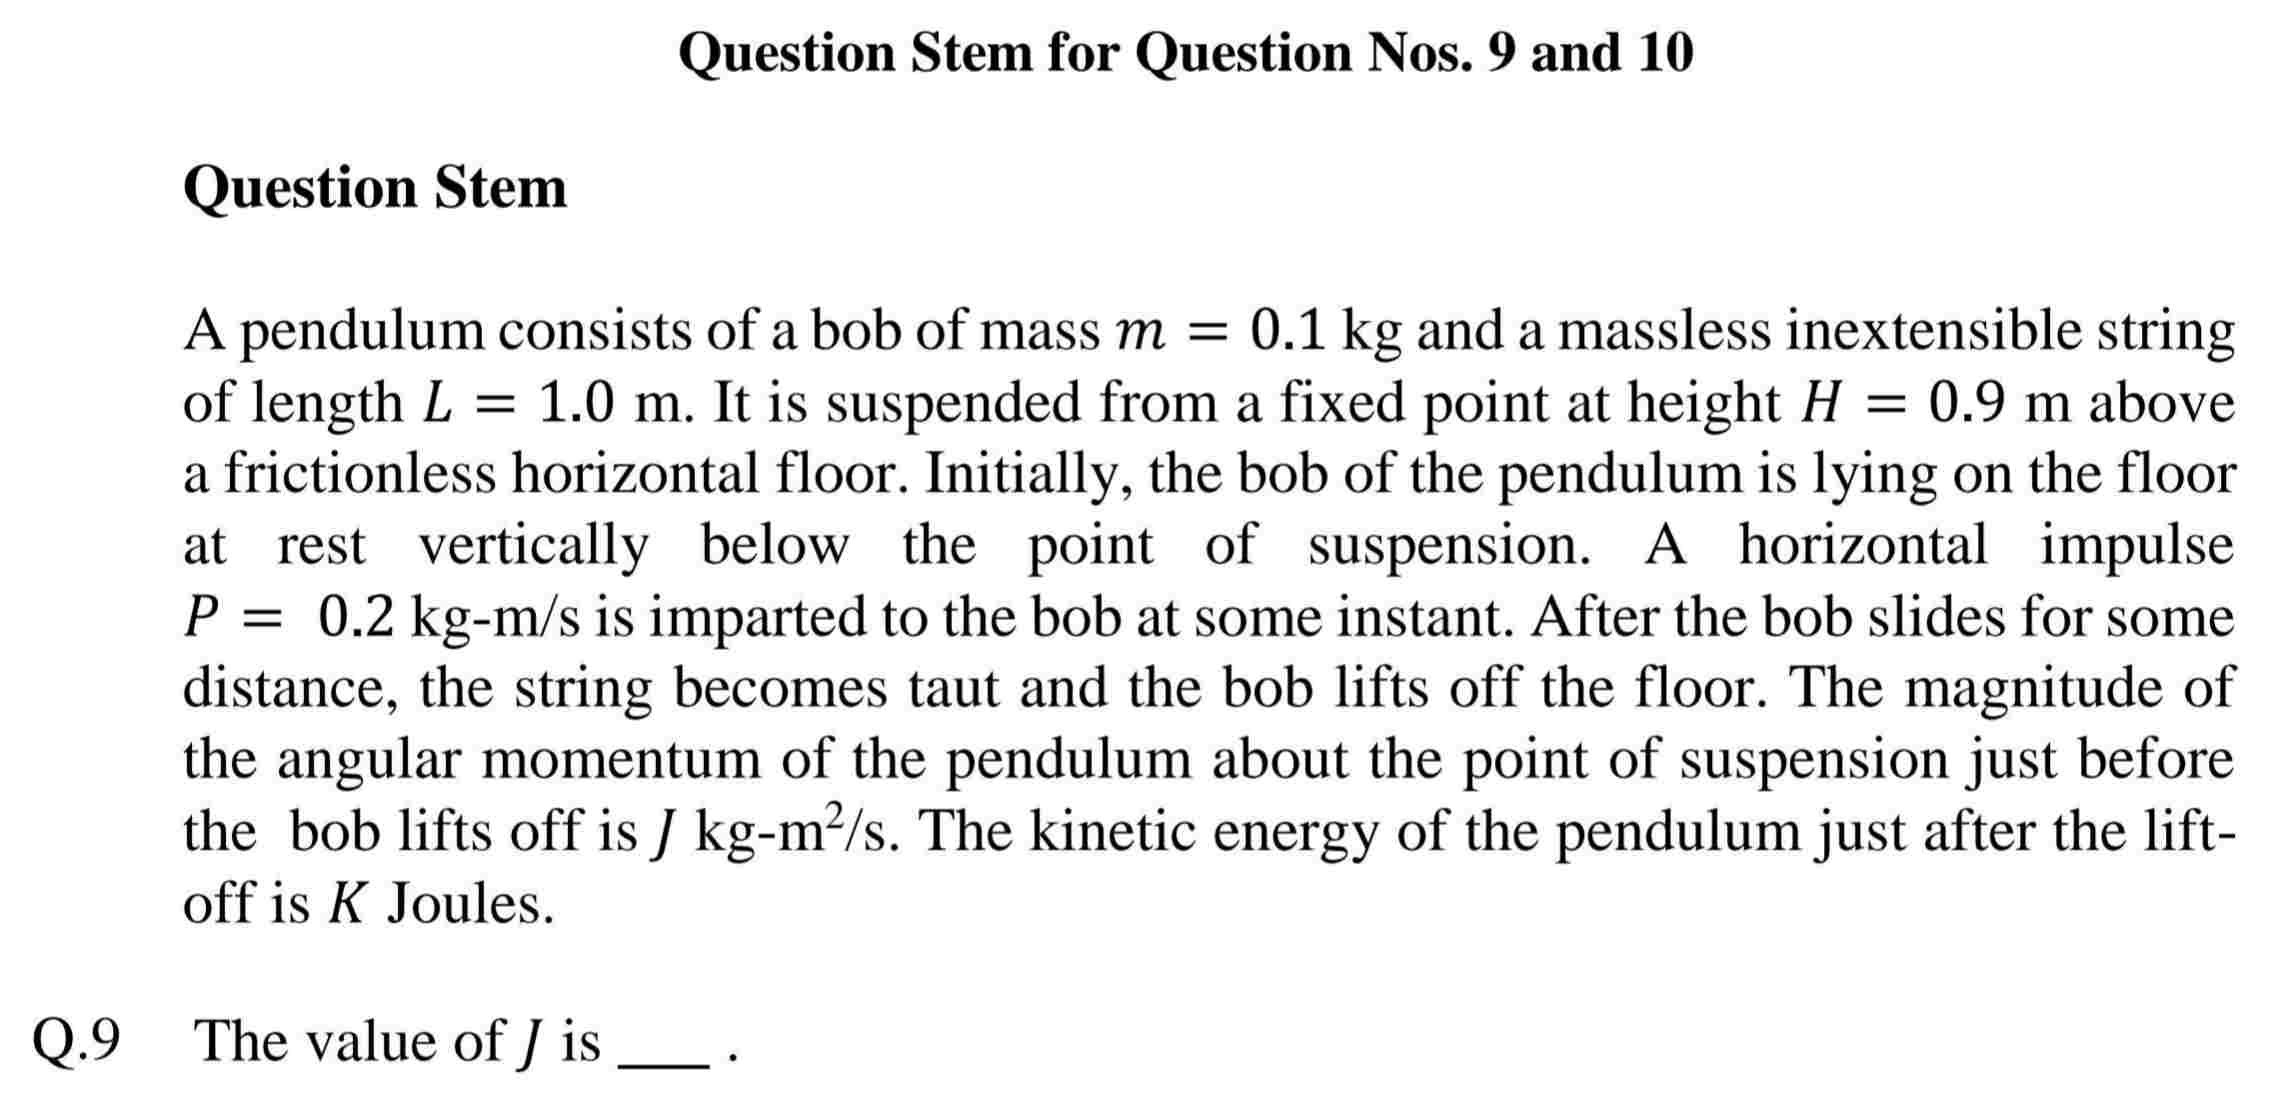 Question Stem for Question Nos. 9 and 10
Question Stem
A pendulum consists of a bob of mass m = 0.1 kg and a massless inextensible string
of length L = 1.0 m. It is suspended from a fixed point at height H = 0.9 m above
a frictionless horizontal floor. Initially, the bob of the pendulum is lying on the floor
at rest vertically below the point of suspension. A horizontal impulse
P = 0.2 kg-m/s is imparted to the bob at some instant. After the bob slides for some
distance, the string becomes taut and the bob lifts off the floor. The magnitude of
the angular momentum of the pendulum about the point of suspension just before
the bob lifts off is J kg-m²/s. The kinetic energy of the pendulum just after the lift-
off is K Joules.
Q.9 The value of J is ___ .